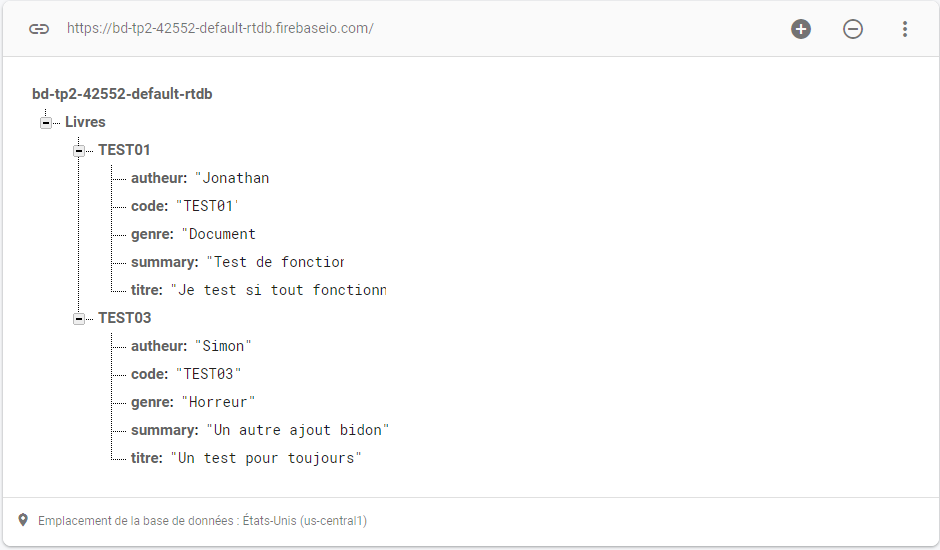 https://bd-tp2-42552-default-rtdb.firebaseio.com/
bd-tp2-42552-default-rtdb
Livres
TEST01
autheur: "Jonathan
code: "TEST01"
genre: "Document
summary: "Test de fonction
titre: "Je test si tout fonctionn
TEST03
autheur: "Simon"
code: "TEST03"
genre: "Horreur"
summary: "Un autre ajout bidon"
titre: "Un test pour toujours"
Emplacement de la base de données : États-Unis (us-central1)